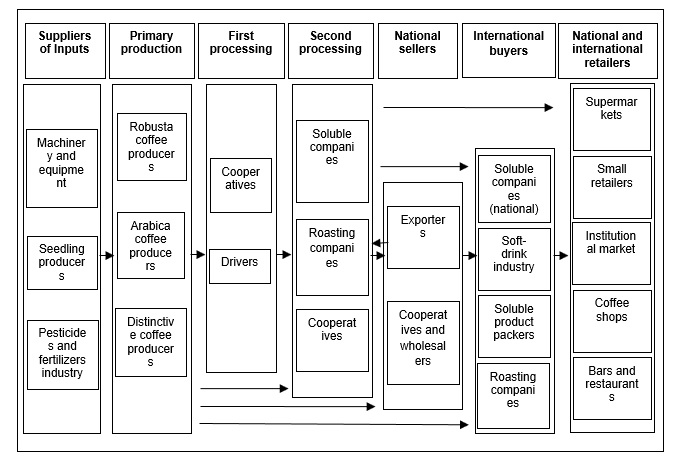 Suppliers
of Inputs
Primary
production
First
processing
Second
processing
National
sellers
International
buyers
National and
international
retailers
Machiner
y and
equipme
nt
Seedling
producer
s
Pesticide
s and
fertilizers
industry
Robusta
coffee
producer
s
Arabica
coffee
produce
rs
Distinctiv
e coffee
producer
s
Cooper
atives
Drivers
Soluble
compani
es
Roasting
compani
es
Cooperat
ives
Exporter
s
Cooperat
ives and
wholesal
ers
Soluble
compani
es
(national)
Soft-
drink
industry
Soluble
product
packers
Roasting
compani
es
Supermar
kets
Small
retailers
Institution
al market
Coffee
shops
Bars and
restaurant
s